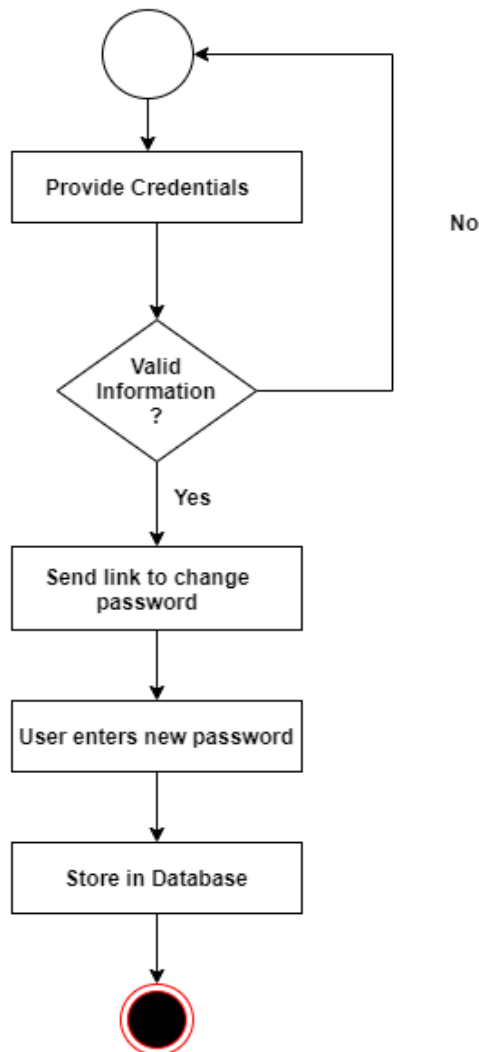 Provide Credentials
No
Valid
Information
?
Yes
Send link to change
password
User enters new password
Store in Database